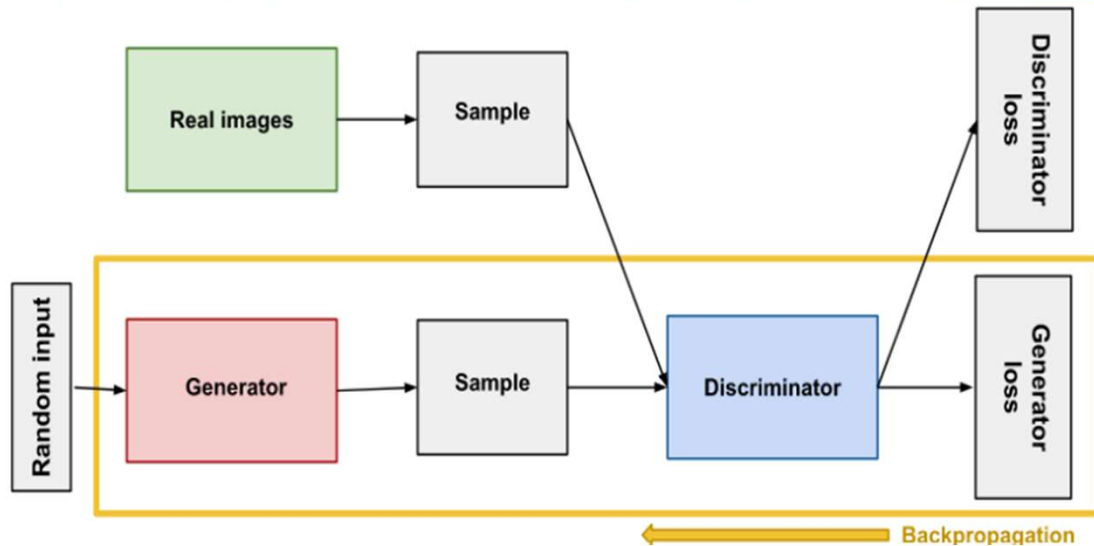 Real images
Sample
Discriminator
loss
Random input
Generator
Sample
Discriminator
Generator
loss
Backpropagation